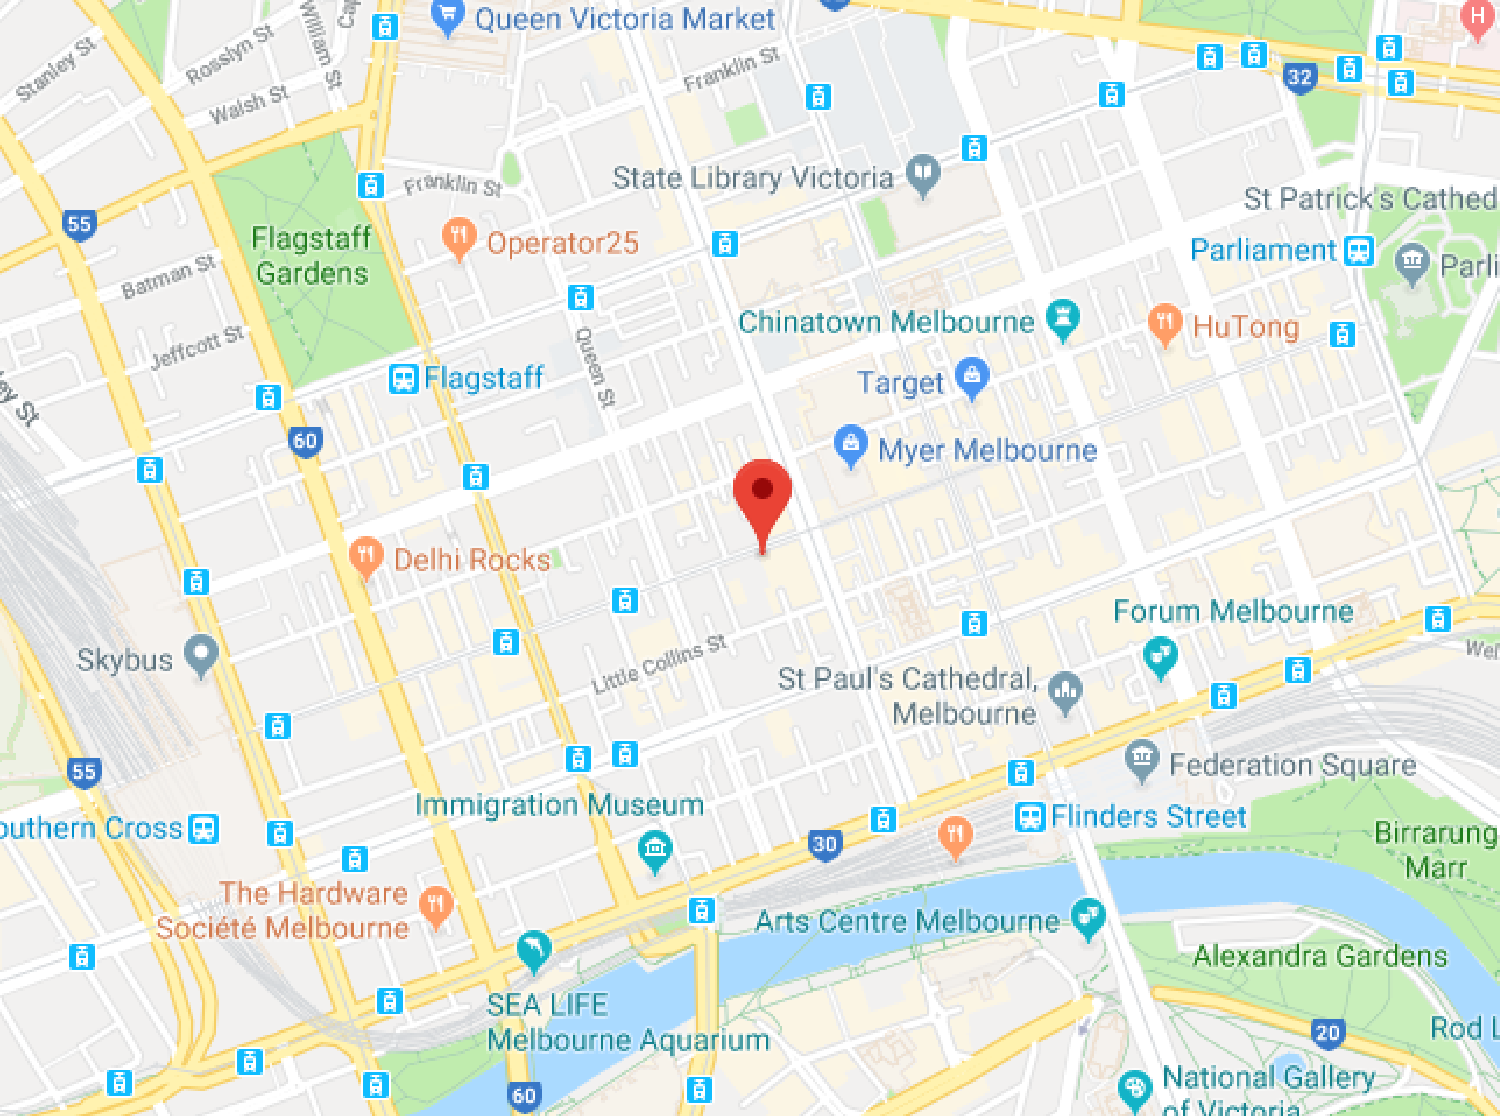 Queen Victoria Market
Stanley St
Rosslyn St
William St
Walsh St
Franklin St
H
32
State Library Victoria
Franklin St
St Patrick's Cathed
55
Flagstaff
Gardens
Operator25
Parliament
Parli
Batman St
Chinatown Melbourne
HuTong
Jeffcott St
Queen St
Flagstaff
Target
ey St
60
Myer Melbourne
Delhi Rocks
Forum Melbourne
Skybus
Little Collins St
St Paul's Cathedral,
Melbourne
Wel
55
Federation Square
Immigration Museum
Flinders Street
outhern Cross
30
Birrarung
Marr
The Hardware
Société Melbourne
Arts Centre Melbourne
Alexandra Gardens
SEA LIFE
Melbourne Aquarium
20
Rod L
60
National Gallery
of Victoria